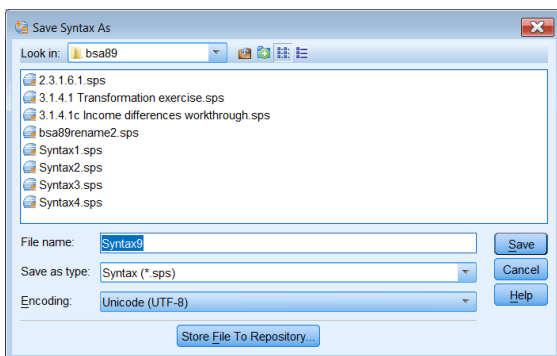 Save Syntax As
Look in: bsa89
2.3.1.6.1.sps
3.1.4.1 Transformation exercise.sps
3.1.4.1c Income differences workthrough.sps
bsa89rename2.sps
Syntax1.sps
Syntax2.sps
Syntax3.sps
Syntax4.sps
File name: Syntax9 Save
Save as type: Syntax (*.sps) Cancel
Encoding: Unicode (UTF-8) Help
Store File To Repository...